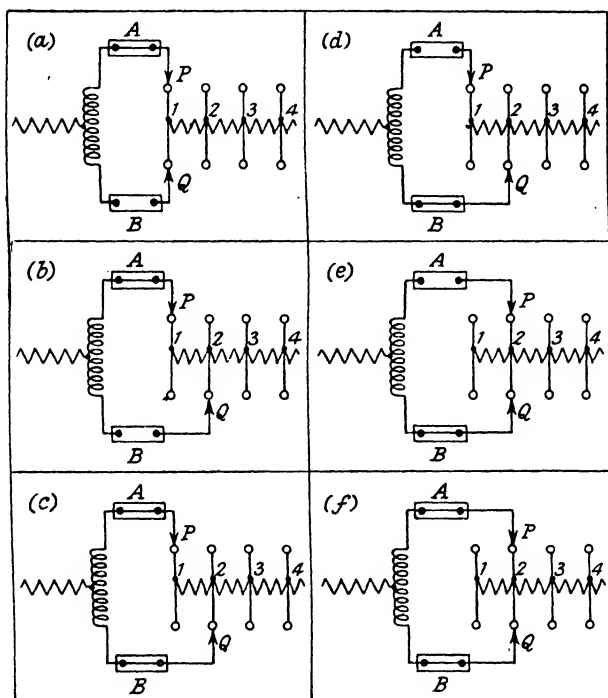 (a) A P 1 2 3 4 Q B
(d) A P 1 2 3 4 Q B
(b) A P 1 2 3 4 Q B
(e) A P 1 2 3 4 Q B
(c) A P 1 2 3 4 Q B
(f) A P 1 2 3 4 Q B